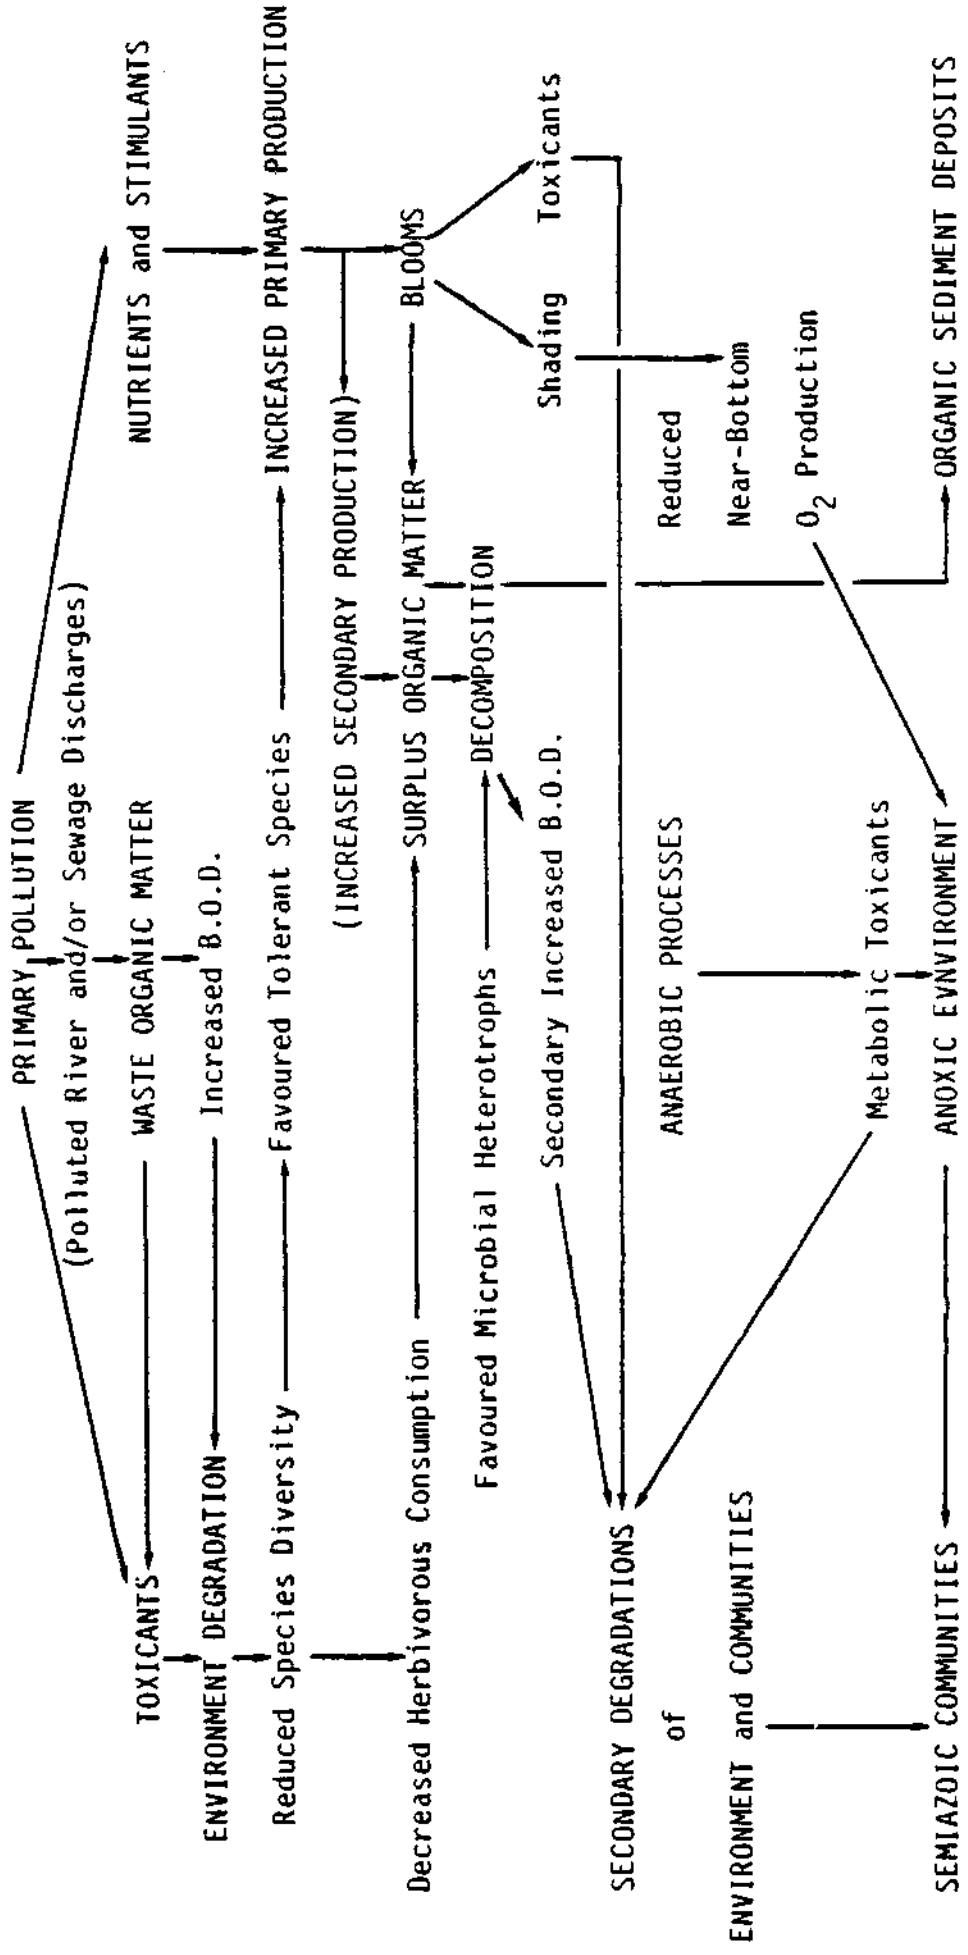 PRIMARY POLLUTION
(Polluted River and/or Sewage Discharges)
TOXICANTS
WASTE ORGANIC MATTER
NUTRIENTS and STIMULANTS
ENVIRONMENT DEGRADATION
Increased B.O.D.
Reduced Species Diversity
Favoured Tolerant Species
INCREASED PRIMARY PRODUCTION
(INCREASED SECONDARY PRODUCTION)
Decreased Herbivorous Consumption
SURPLUS ORGANIC MATTER
BLOOMS
Favoured Microbial Heterotrophs
DECOMPOSITION
Secondary Increased B.O.D.
Shading
Toxicants
SECONDARY DEGRADATIONS
of
ENVIRONMENT and COMMUNITIES
ANAEROBIC PROCESSES
Reduced
Near-Bottom
O2 Production
Metabolic Toxicants
SEMIAZOIC COMMUNITIES
ANOXIC EVNVIRONMENT
ORGANIC SEDIMENT DEPOSITS